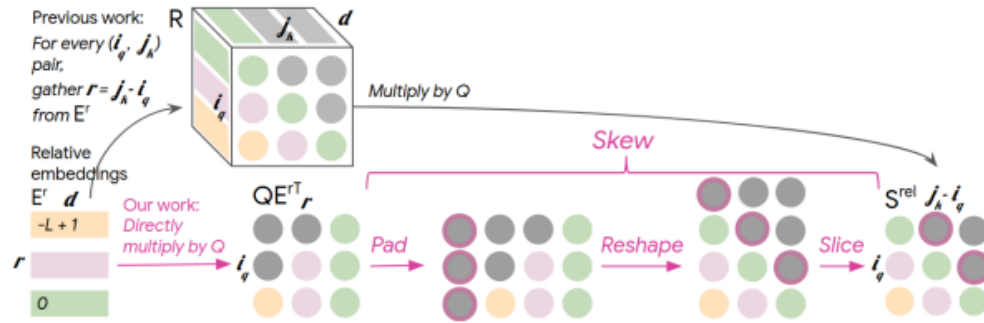 Previous work:
For every (i_q, j_k)
pair,
gather r = j_k - i_q
from E^r
R
j_k
d
i_q
Multiply by Q
Relative
embeddings
E^r d
-L + 1
r
0
Our work:
Directly
multiply by Q
QE^rT r
i_q
Skew
Pad
Reshape
Slice
S^rel j_k - i_q
i_q